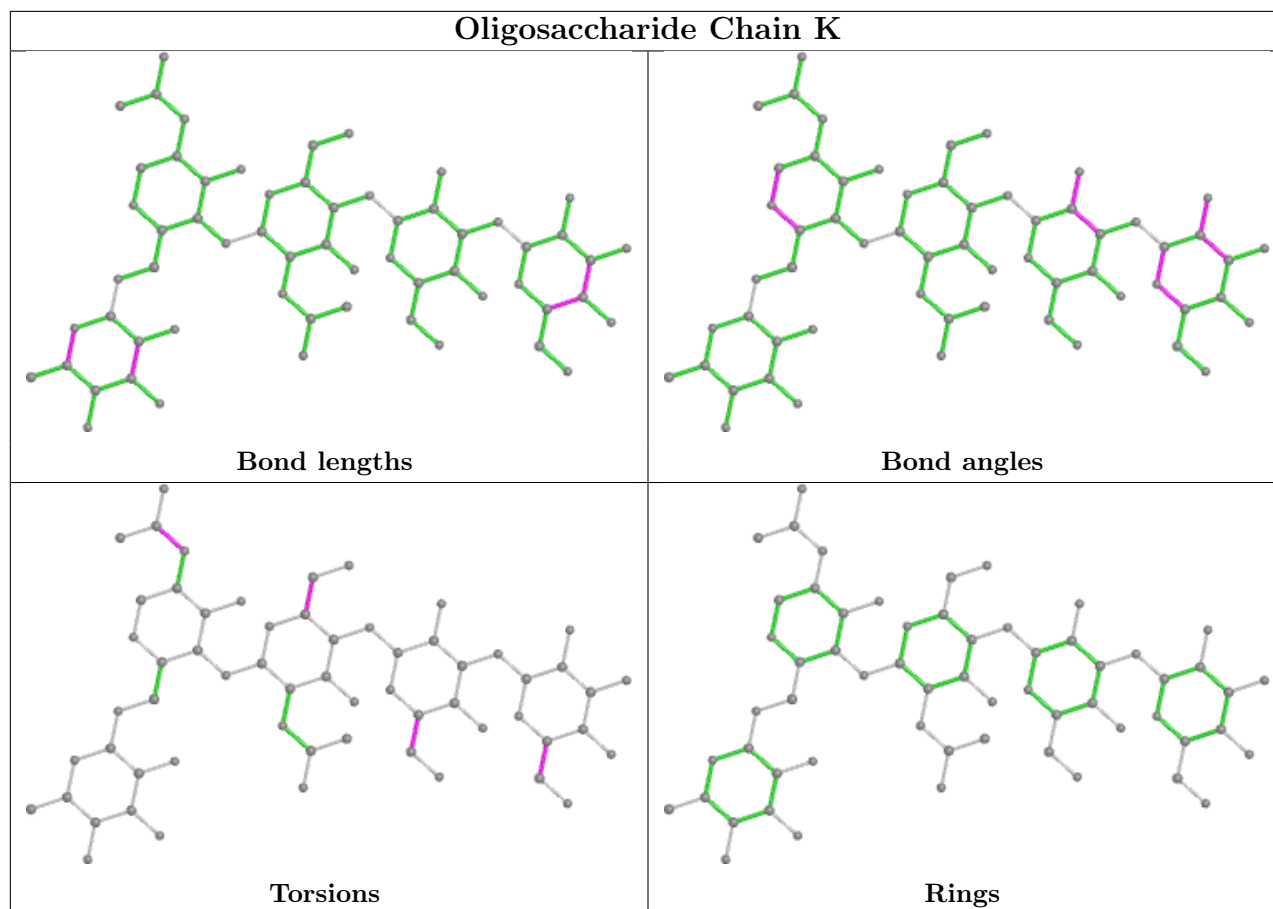 Oligosaccharide Chain K
Bond lengths
Bond angles
Torsions
Rings